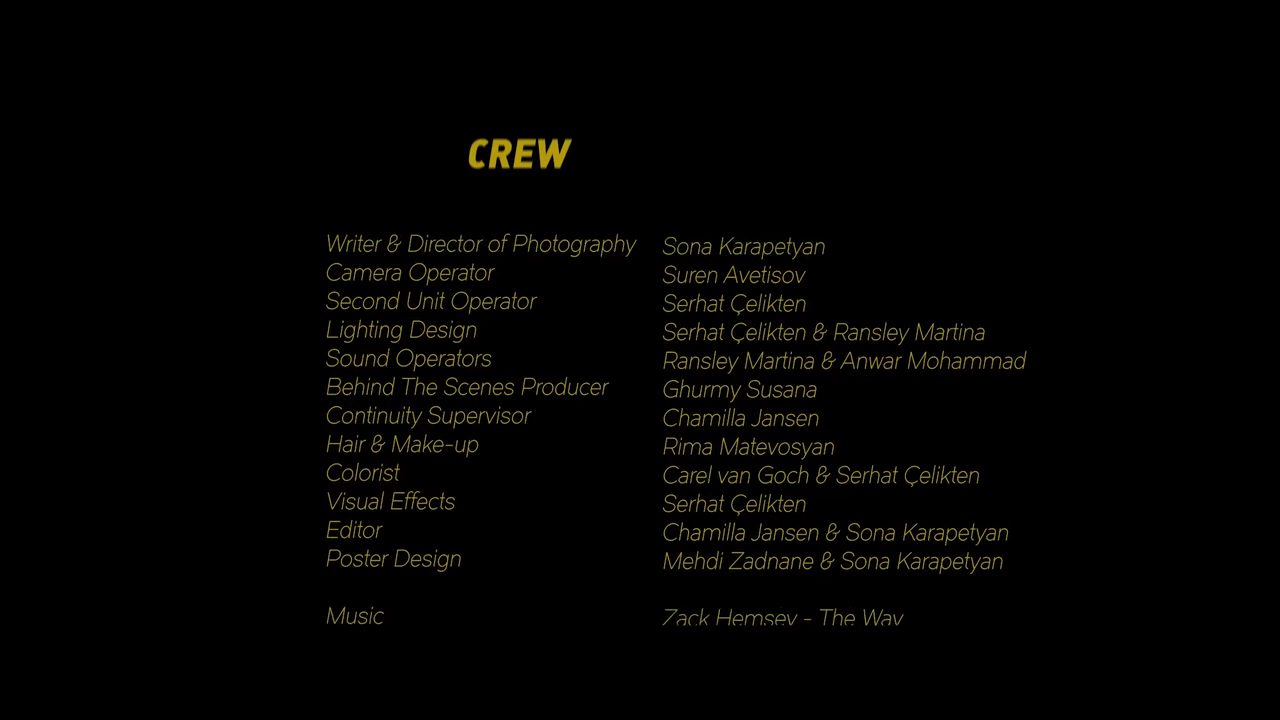 CREW
Writer & Director of Photography Sona Karapetyan
Camera Operator Suren Avetisov
Second Unit Operator Serhat Çelikten
Lighting Design Serhat Çelikten & Ransley Martina
Sound Operators Ransley Martina & Anwar Mohammad
Behind The Scenes Producer Ghurmy Susana
Continuity Supervisor Chamilla Jansen
Hair & Make-up Rima Matevosyan
Colorist Carel van Goch & Serhat Çelikten
Visual Effects Serhat Çelikten
Editor Chamilla Jansen & Sona Karapetyan
Poster Design Mehdi Zadnane & Sona Karapetyan
Music Zack Hemsey - The Way